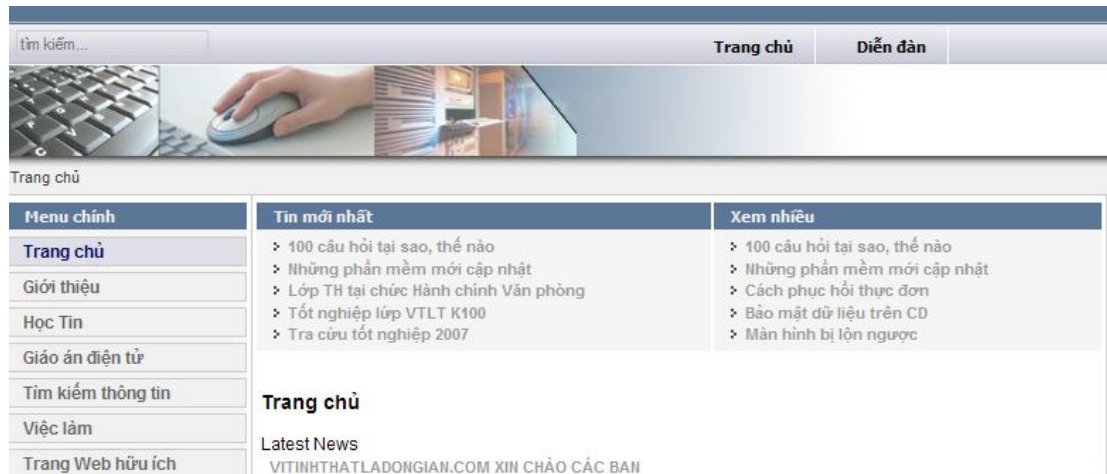 tìm kiếm...
Trang chủ
Diễn đàn
Trang chủ
Menu chính
Trang chủ
Giới thiệu
Học Tin
Giáo án điện tử
Tìm kiếm thông tin
Việc làm
Trang Web hữu ích
Tin mới nhất
100 câu hỏi tại sao, thế nào
Những phần mềm mới cập nhật
Lớp TH tại chức Hành chính Văn phòng
Tốt nghiệp lứp VTLT K100
Tra cứu tốt nghiệp 2007
Xem nhiều
100 câu hỏi tại sao, thế nào
Những phần mềm mới cập nhật
Cách phục hồi thực đơn
Bảo mật dữ liệu trên CD
Màn hình bị lộn ngược
Trang chủ
Latest News
VITINHTHATLADONGIAN.COM XIN CHÀO CÁC BẠN